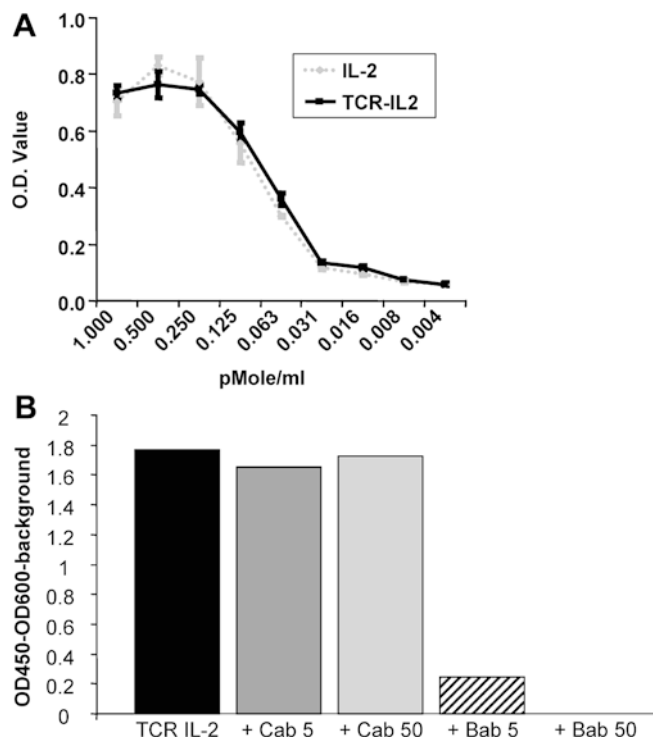 A
1.0
0.8
0.6
0.4
0.2
0.0
O.D. Value
IL-2
TCR-IL2
1.000
0.500
0.250
0.125
0.063
0.031
0.016
0.008
0.004
pMole/ml
B
2
1.8
1.6
1.4
1.2
1
0.8
0.6
0.4
0.2
0
OD450-OD600-background
TCR IL-2
+ Cab 5
+ Cab 50
+ Bab 5
+ Bab 50